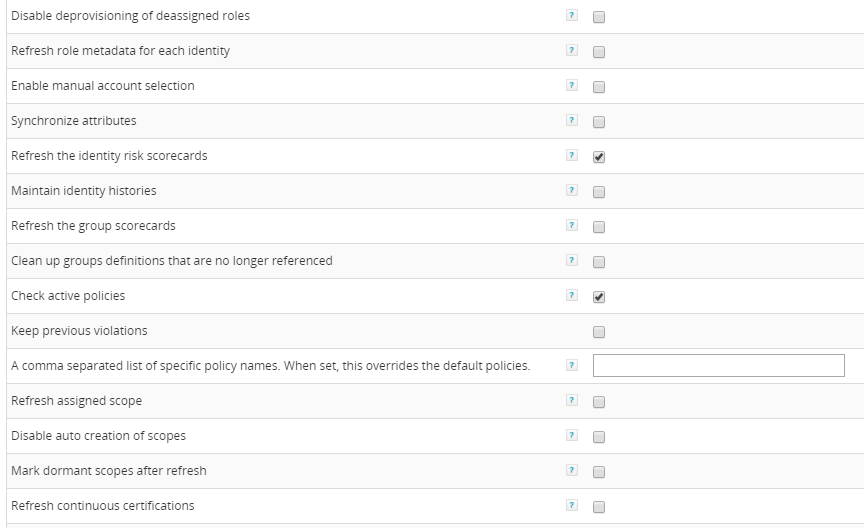 Disable deprovisioning of deassigned roles ?
Refresh role metadata for each identity ?
Enable manual account selection ?
Synchronize attributes ?
Refresh the identity risk scorecards ?
Maintain identity histories ?
Refresh the group scorecards ?
Clean up groups definitions that are no longer referenced ?
Check active policies ?
Keep previous violations
A comma separated list of specific policy names. When set, this overrides the default policies. ?
Refresh assigned scope ?
Disable auto creation of scopes ?
Mark dormant scopes after refresh ?
Refresh continuous certifications ?